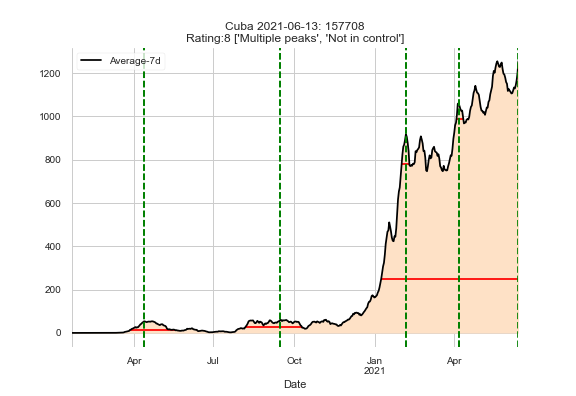 Cuba 2021-06-13: 157708
Rating:8 ['Multiple peaks', 'Not in control']
Average-7d
1200
1000
800
600
400
200
0
Apr
Jul
Oct
Jan
2021
Apr
Date